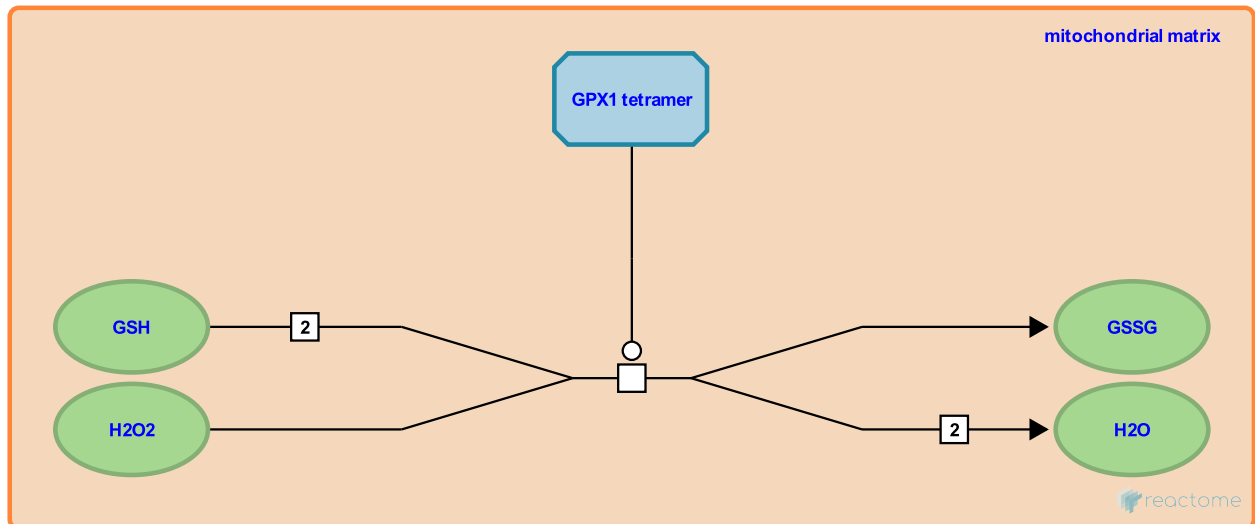 mitochondrial matrix
GPX1 tetramer
GSH
2
GSSG
H2O2
2
H2O
reactome